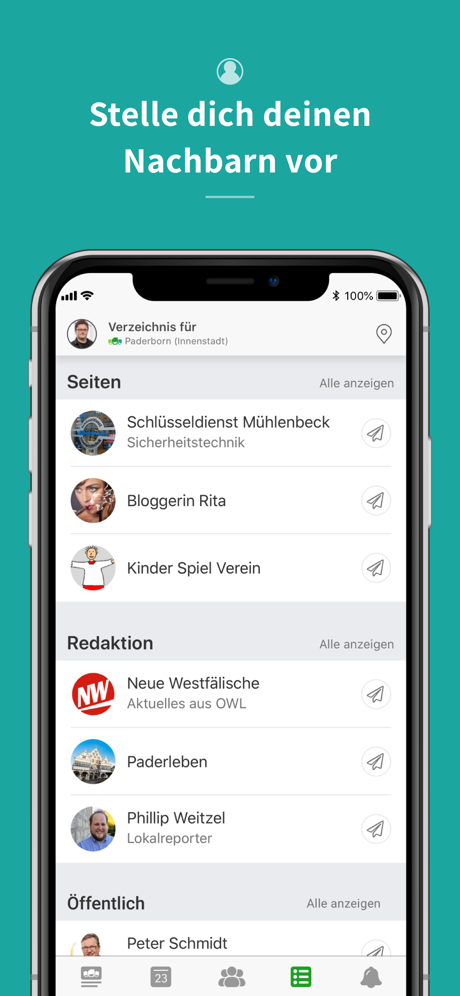 Stelle dich deinen
Nachbarn vor
100%
Verzeichnis für
Paderborn (Innenstadt)
Seiten
Alle anzeigen
Schlüsseldienst Mühlenbeck
Sicherheitstechnik
Bloggerin Rita
Kinder Spiel Verein
Redaktion
Alle anzeigen
NW
Neue Westfälische
Aktuelles aus OWL
Paderleben
Phillip Weitzel
Lokalreporter
Öffentlich
Alle anzeigen
Peter Schmidt
23